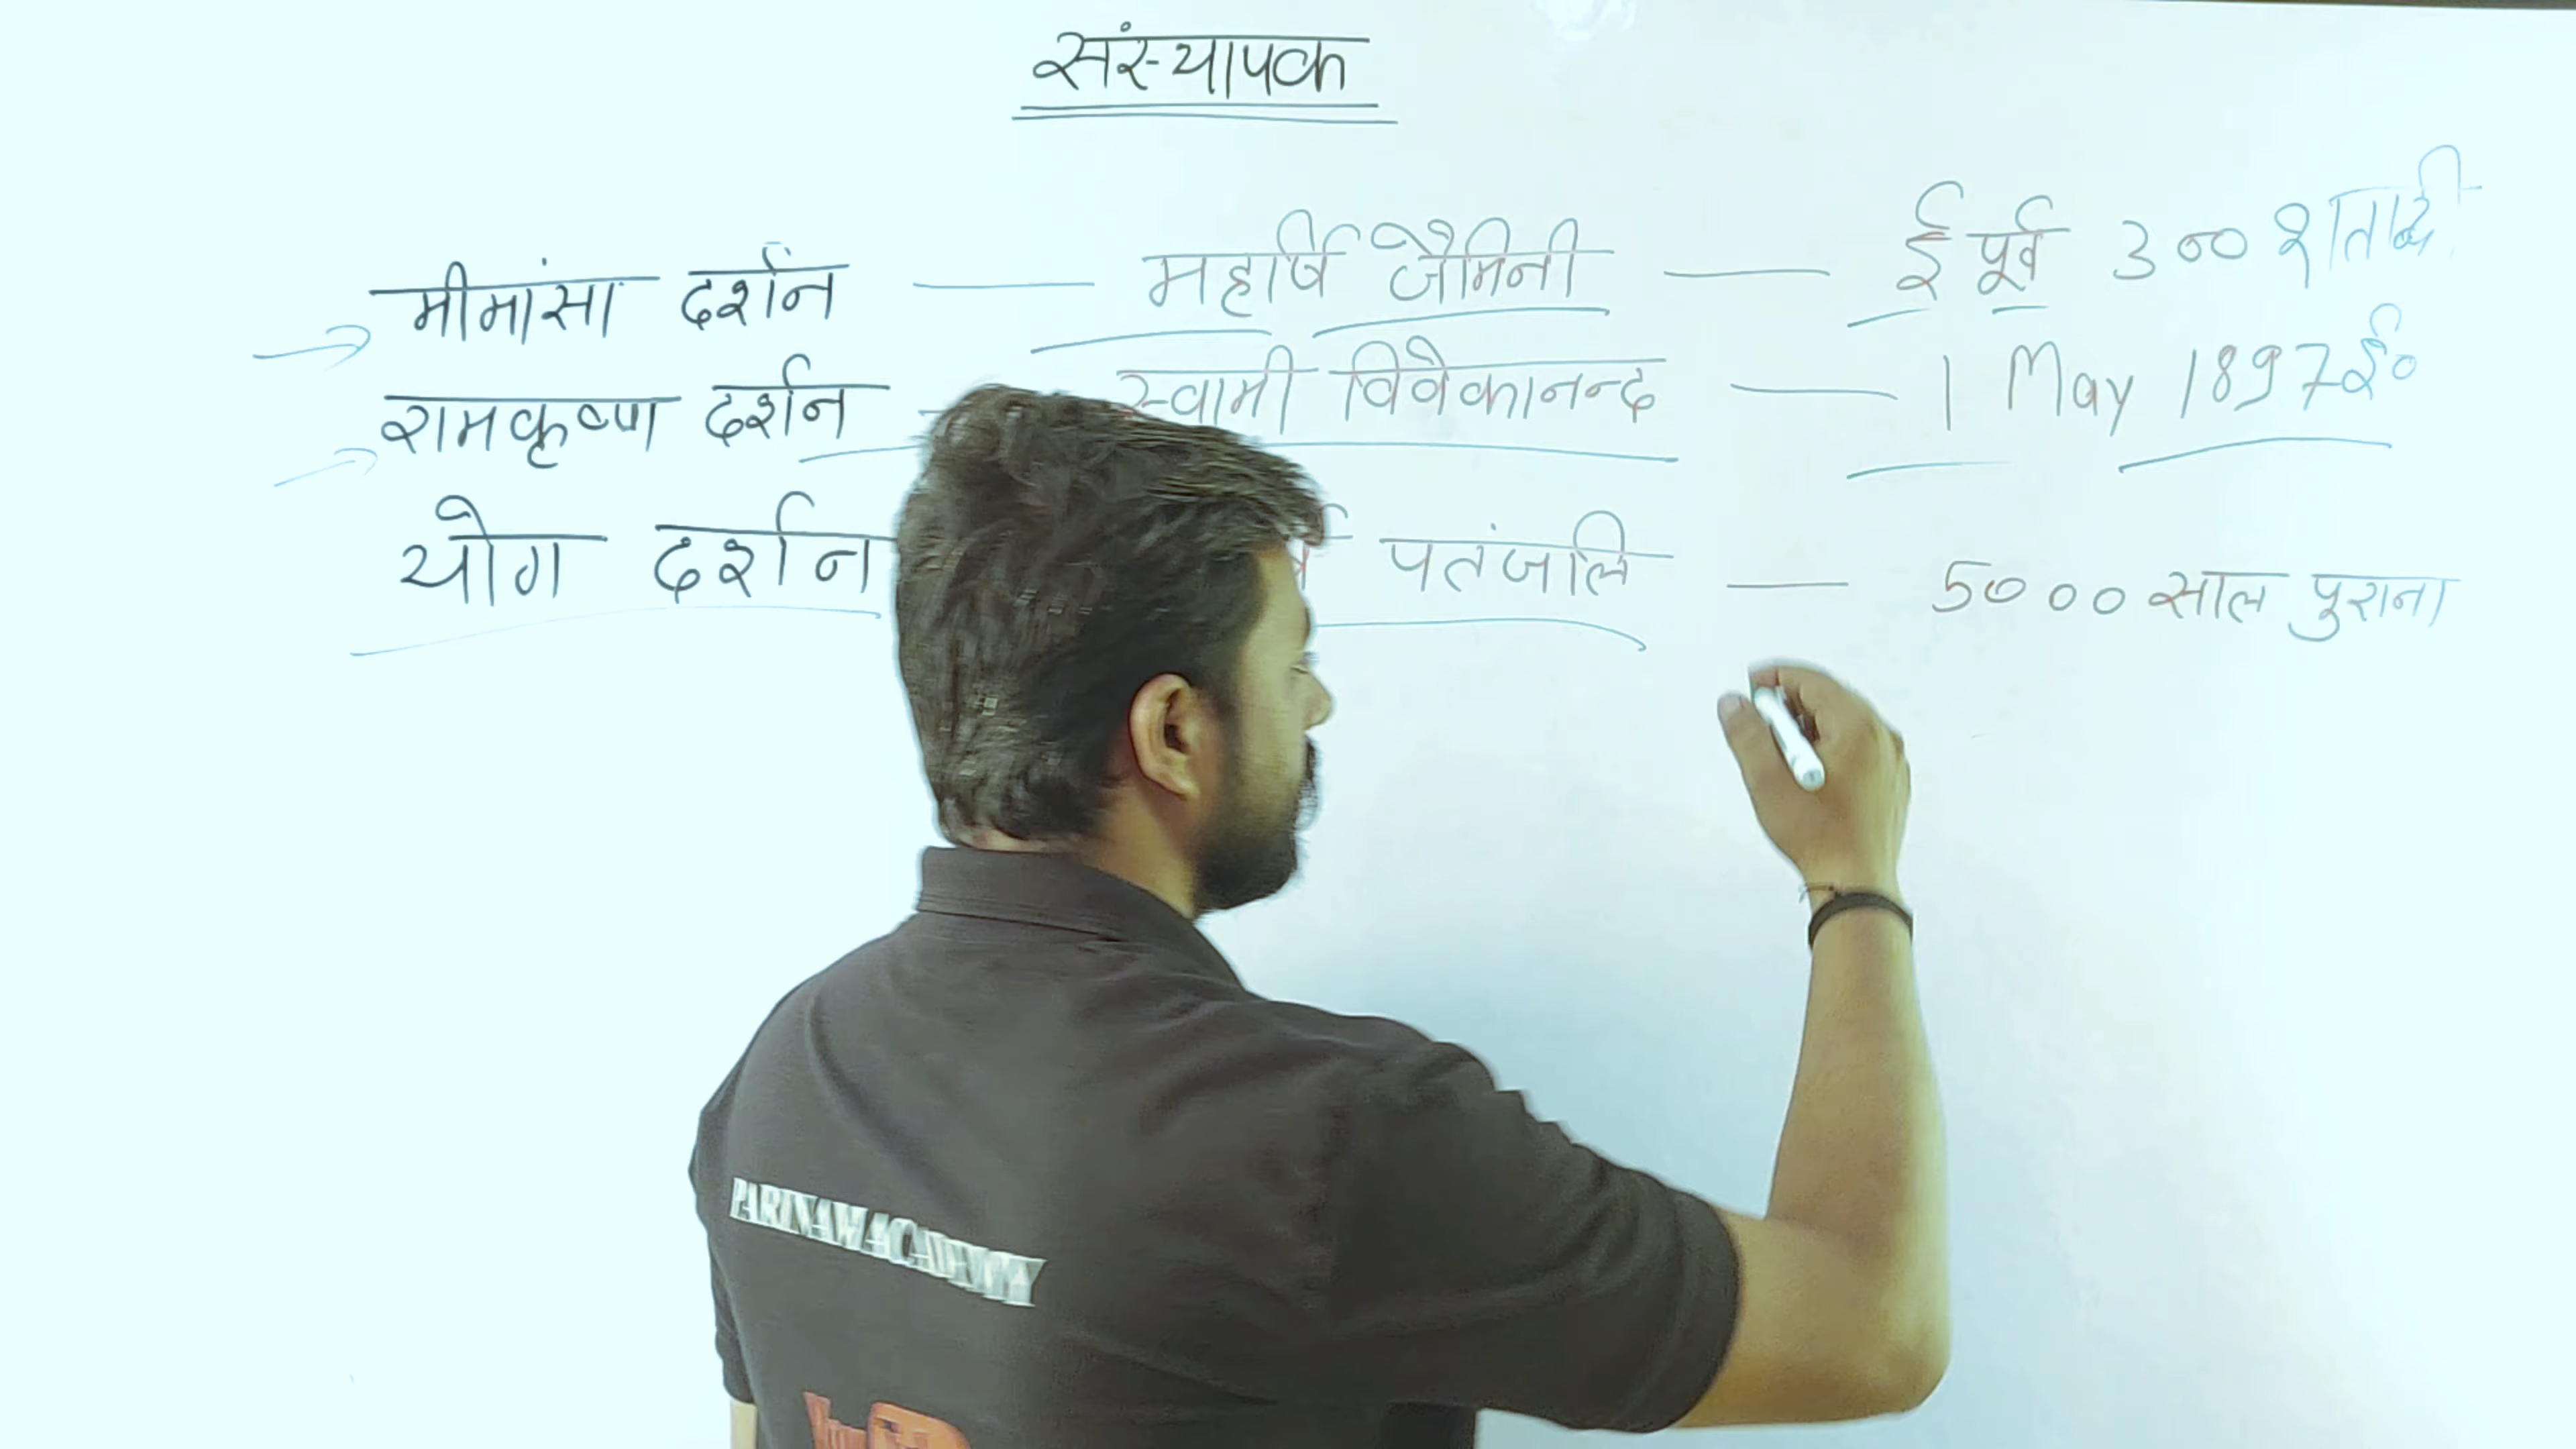 संस्थापक
मीमांसा दर्शन — महर्षि जैमिनी — ई पूर्व 300 शताब्दी
रामकृष्ण दर्शन — स्वामी विवेकानन्द — 1 May 1897 ई०
योग दर्शन पतंजलि — 5000 साल पुराना
PARINAM ACADEMY